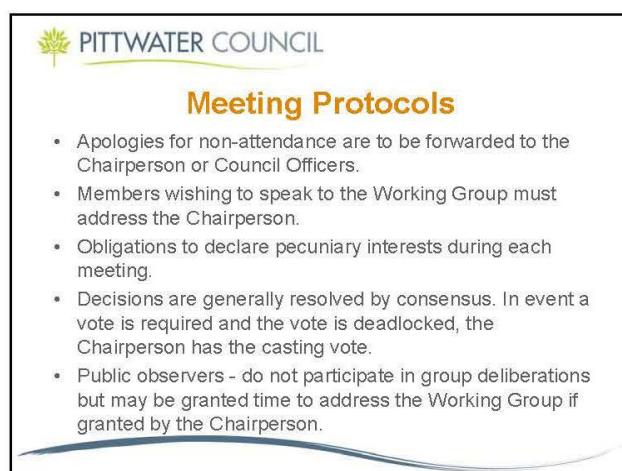 PITTWATER COUNCIL
Meeting Protocols
• Apologies for non-attendance are to be forwarded to the
Chairperson or Council Officers.
• Members wishing to speak to the Working Group must
address the Chairperson.
• Obligations to declare pecuniary interests during each
meeting.
• Decisions are generally resolved by consensus. In event a
vote is required and the vote is deadlocked, the
Chairperson has the casting vote.
• Public observers - do not participate in group deliberations
but may be granted time to address the Working Group if
granted by the Chairperson.